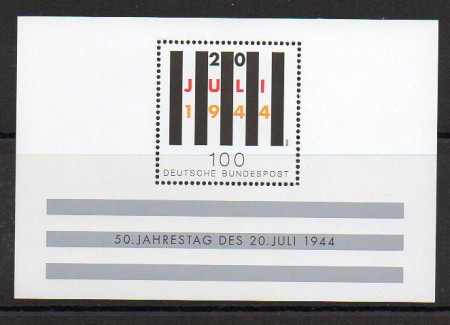 20
JULI
1944
100
DEUTSCHE BUNDESPOST
50. JAHRESTAG DES 20. JULI 1944